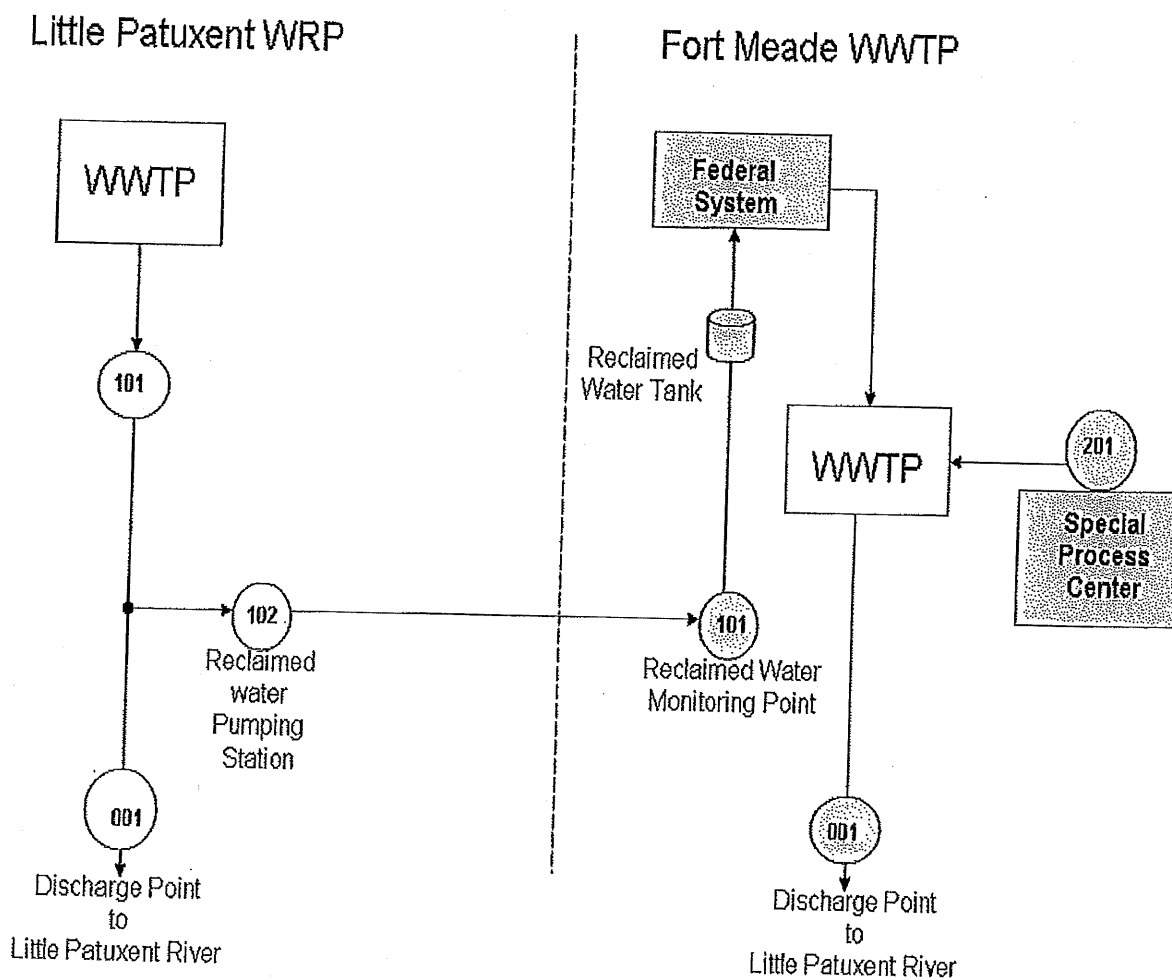 Little Patuxent WRP
WWTP
101
102
Reclaimed
water
Pumping
Station
001
Discharge Point
to
Little Patuxent River
Fort Meade WWTP
Federal
System
Reclaimed
Water Tank
WWTP
201
Special
Process
Center
101
Reclaimed Water
Monitoring Point
001
Discharge Point
to
Little Patuxent River